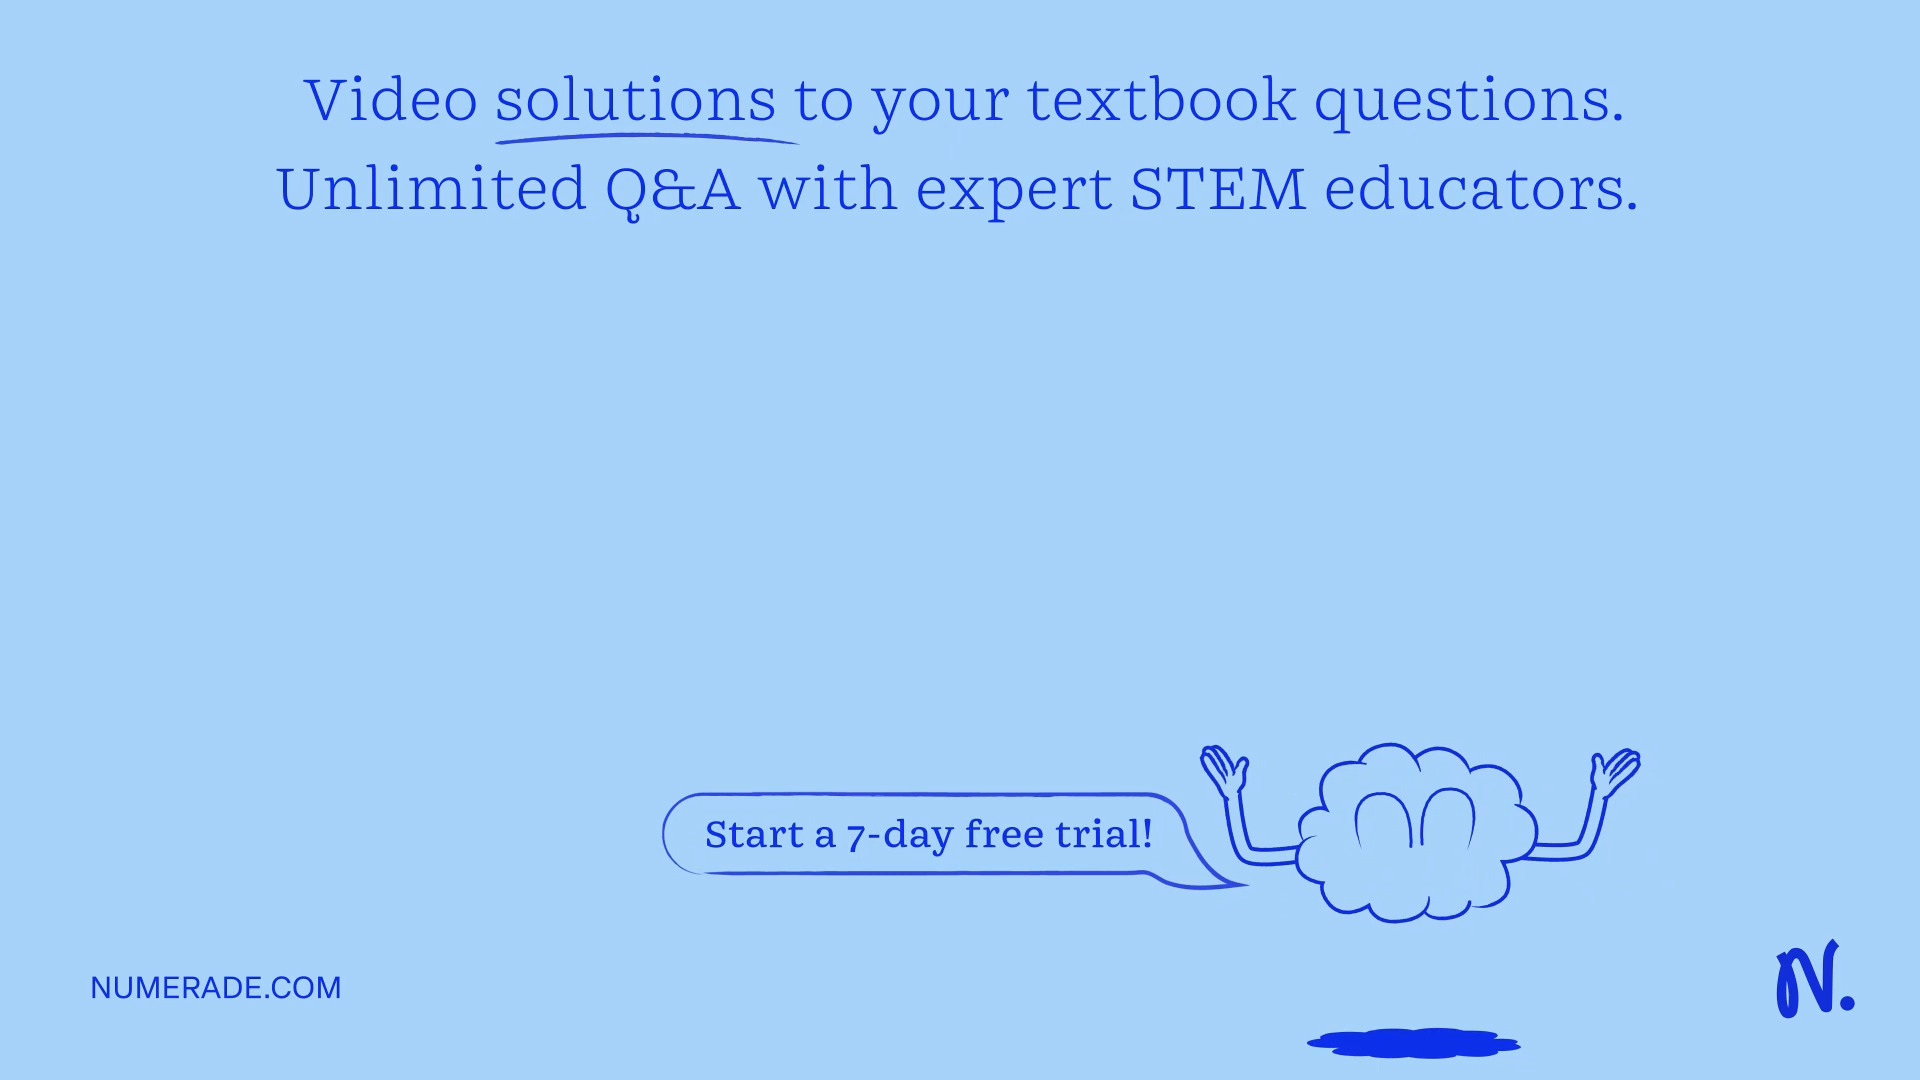 Video solutions to your textbook questions.
Unlimited Q&A with expert STEM educators.
Start a 7-day free trial!
NUMERADE.COM
N.